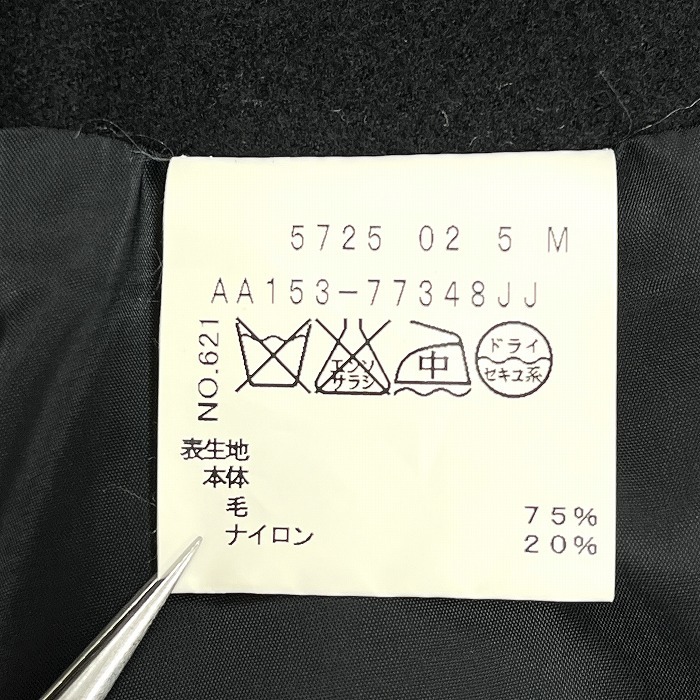 5725 02 5 M
AA153-77348JJ
NO.621
エンソ
サラシ
中
ドライ
セキユ系
表生地
本体
毛 75%
ナイロン 20%